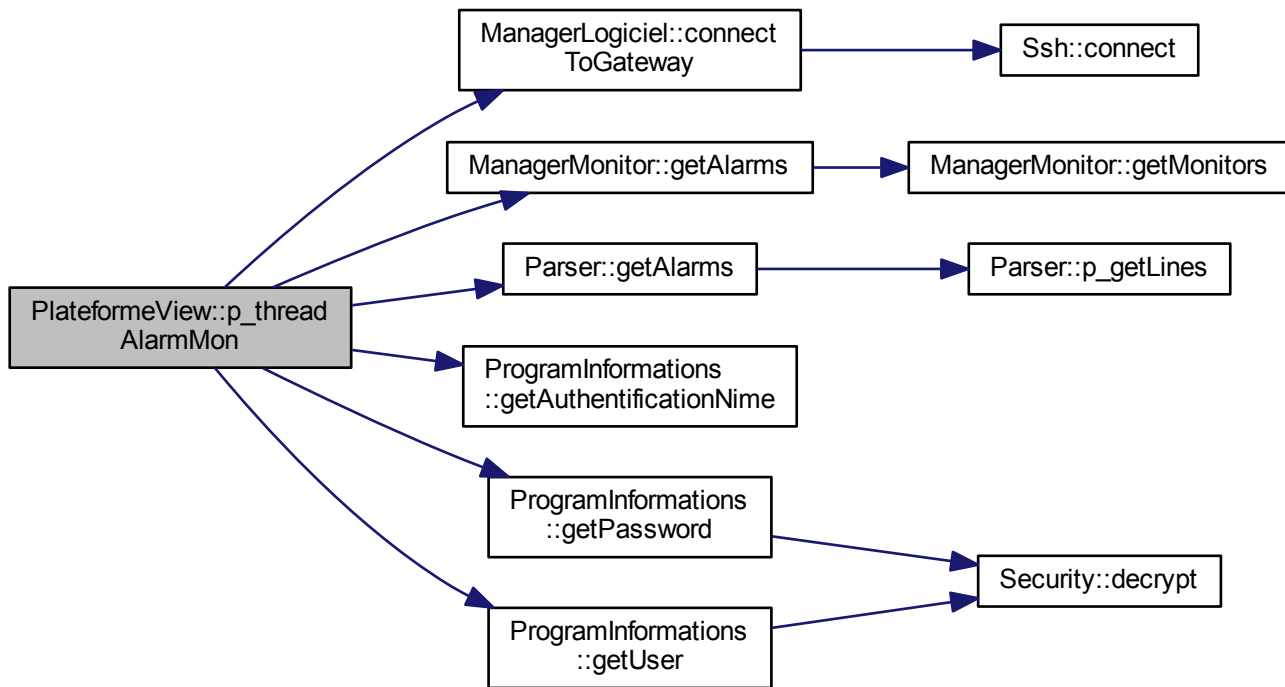 ManagerLogiciel::connect
ToGateway
Ssh::connect
ManagerMonitor::getAlarms
ManagerMonitor::getMonitors
Parser::getAlarms
Parser::p_getLines
PlateformeView::p_thread
AlarmMon
ProgramInformations
::getAuthentificationNime
ProgramInformations
::getPassword
Security::decrypt
ProgramInformations
::getUser